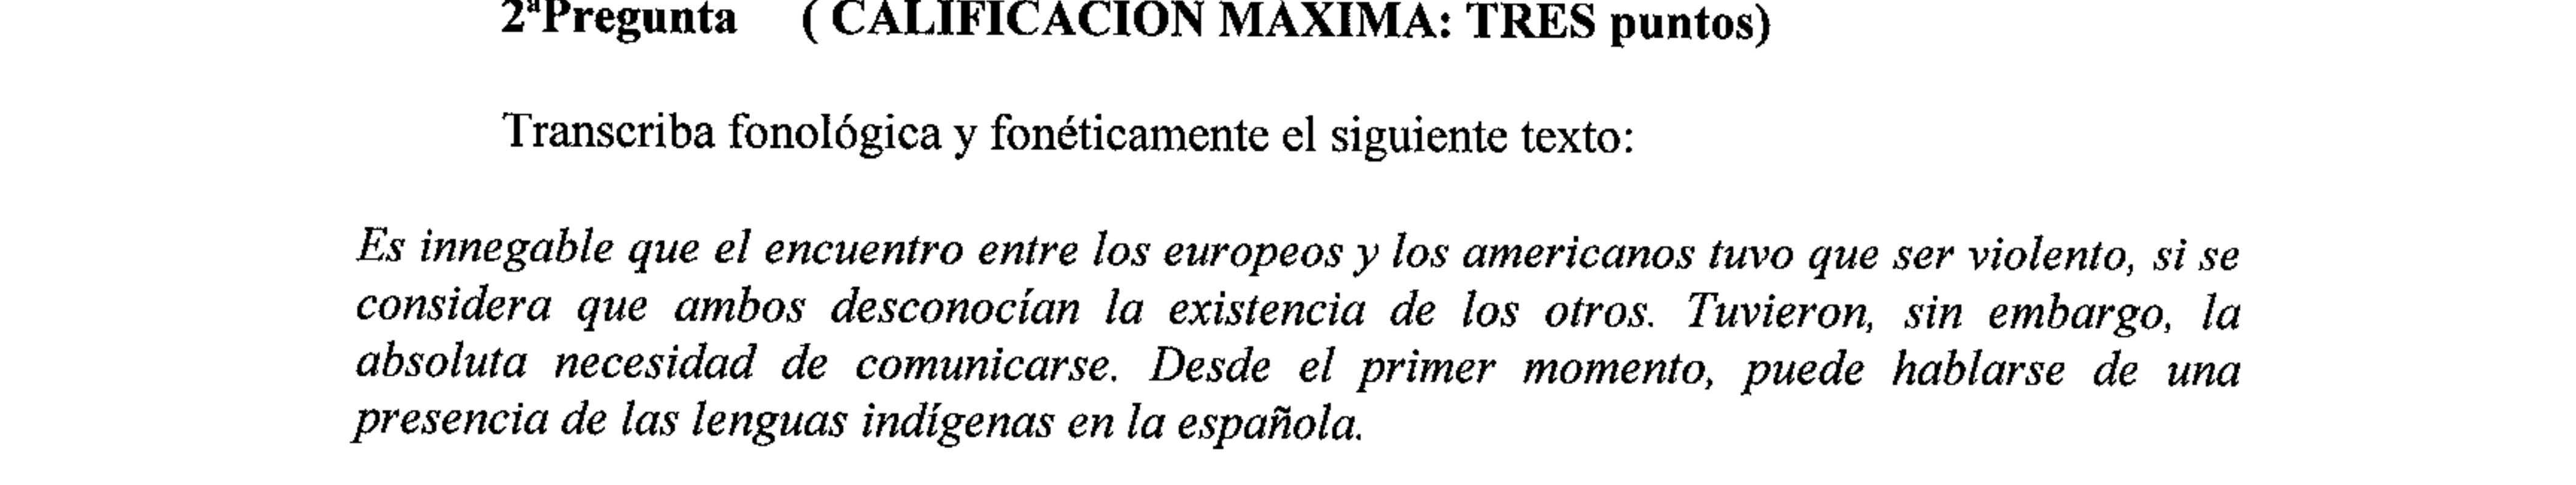 2ªPregunta ( CALIFICACION MAXIMA: TRES puntos)
Transcriba fonológica y fonéticamente el siguiente texto:
Es innegable que el encuentro entre los europeos y los americanos tuvo que ser violento, si se
considera que ambos desconocían la existencia de los otros. Tuvieron, sin embargo, la
absoluta necesidad de comunicarse. Desde el primer momento, puede hablarse de una
presencia de las lenguas indígenas en la española.